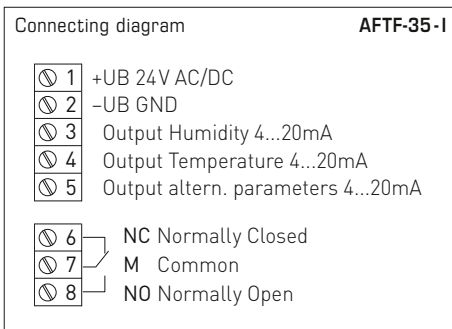 Connecting diagram AFTF-35-I
1 +UB 24V AC/DC
2 –UB GND
3 Output Humidity 4...20mA
4 Output Temperature 4...20mA
5 Output altern. parameters 4...20mA
6 NC Normally Closed
7 M Common
8 NO Normally Open